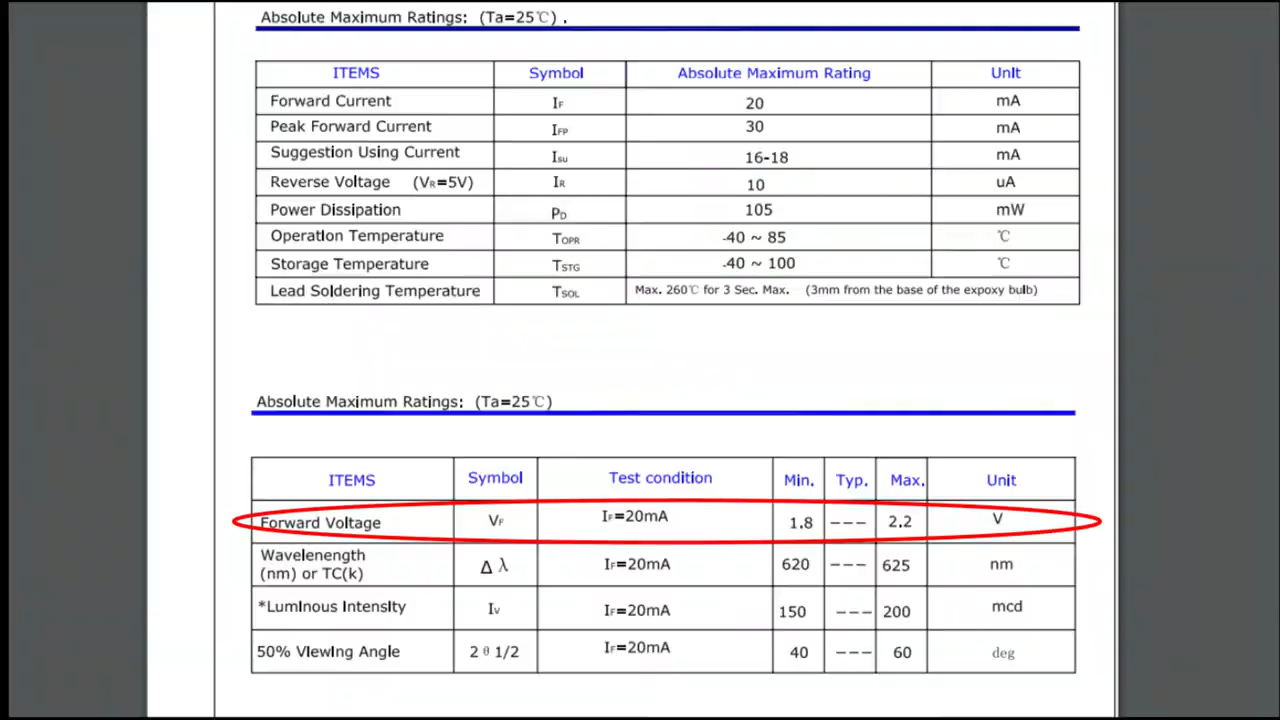 Absolute Maximum Ratings: (Ta=25℃) .
ITEMS Symbol Absolute Maximum Rating Unit
Forward Current IF 20 mA
Peak Forward Current IFP 30 mA
Suggestion Using Current Isu 16-18 mA
Reverse Voltage (VR=5V) IR 10 uA
Power Dissipation PD 105 mW
Operation Temperature TOPR -40 ~ 85 ℃
Storage Temperature TSTG -40 ~ 100 ℃
Lead Soldering Temperature TSOL Max. 260℃ for 3 Sec. Max. (3mm from the base of the expoxy bulb)
Absolute Maximum Ratings: (Ta=25℃)
ITEMS Symbol Test condition Min. Typ. Max. Unit
Forward Voltage VF IF=20mA 1.8 --- 2.2 V
Wavelenength
(nm) or TC(k) Δ λ IF=20mA 620 --- 625 nm
*Luminous Intensity Iv IF=20mA 150 --- 200 mcd
50% Viewing Angle 2 θ 1/2 IF=20mA 40 --- 60 deg